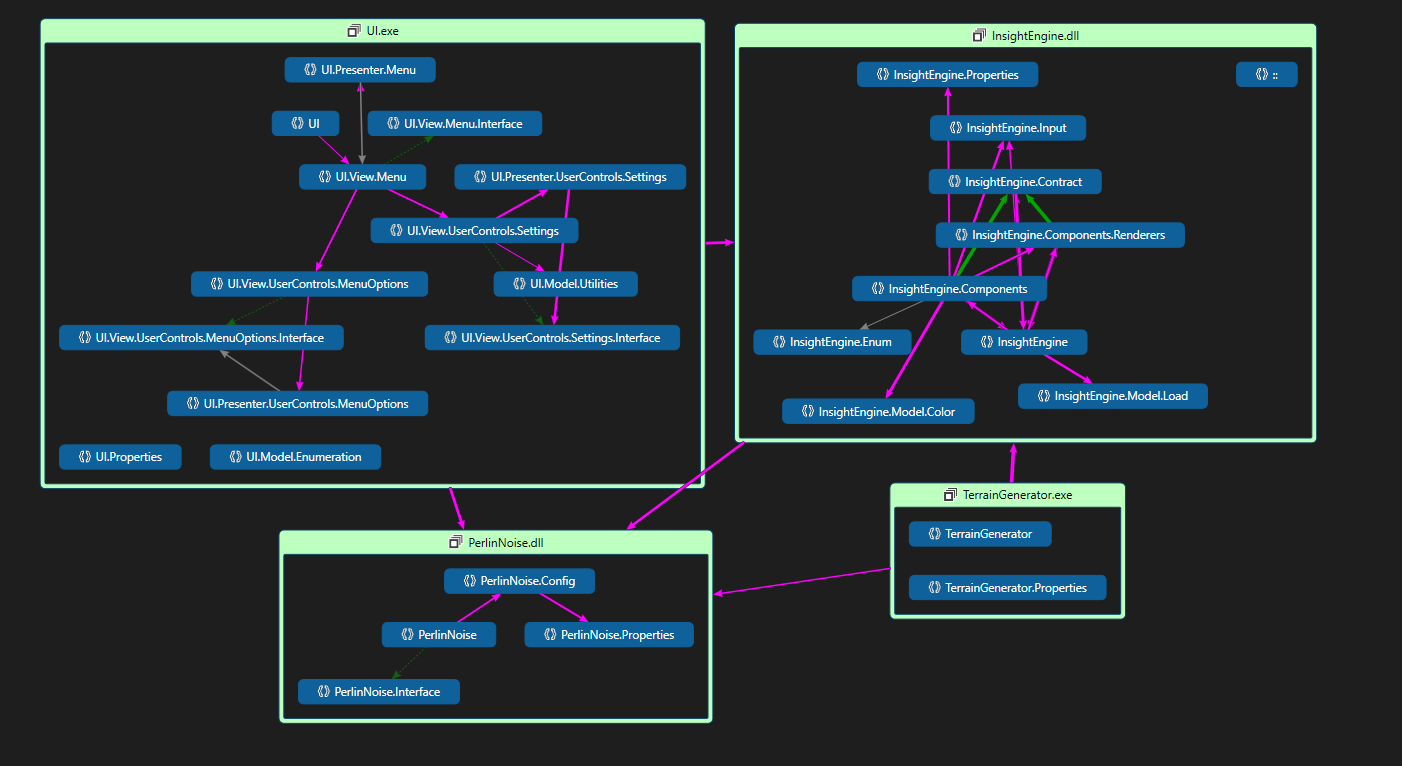 UI.exe
UI.Presenter.Menu
UI
UI.View.Menu.Interface
UI.View.Menu
UI.Presenter.UserControls.Settings
UI.View.UserControls.Settings
UI.View.UserControls.MenuOptions
UI.Model.Utilities
UI.View.UserControls.MenuOptions.Interface
UI.View.UserControls.Settings.Interface
UI.Presenter.UserControls.MenuOptions
UI.Properties
UI.Model.Enumeration
InsightEngine.dll
InsightEngine.Properties
::
InsightEngine.Input
InsightEngine.Contract
InsightEngine.Components.Renderers
InsightEngine.Components
InsightEngine.Enum
InsightEngine
InsightEngine.Model.Load
InsightEngine.Model.Color
PerlinNoise.dll
PerlinNoise.Config
PerlinNoise
PerlinNoise.Properties
PerlinNoise.Interface
TerrainGenerator.exe
TerrainGenerator
TerrainGenerator.Properties